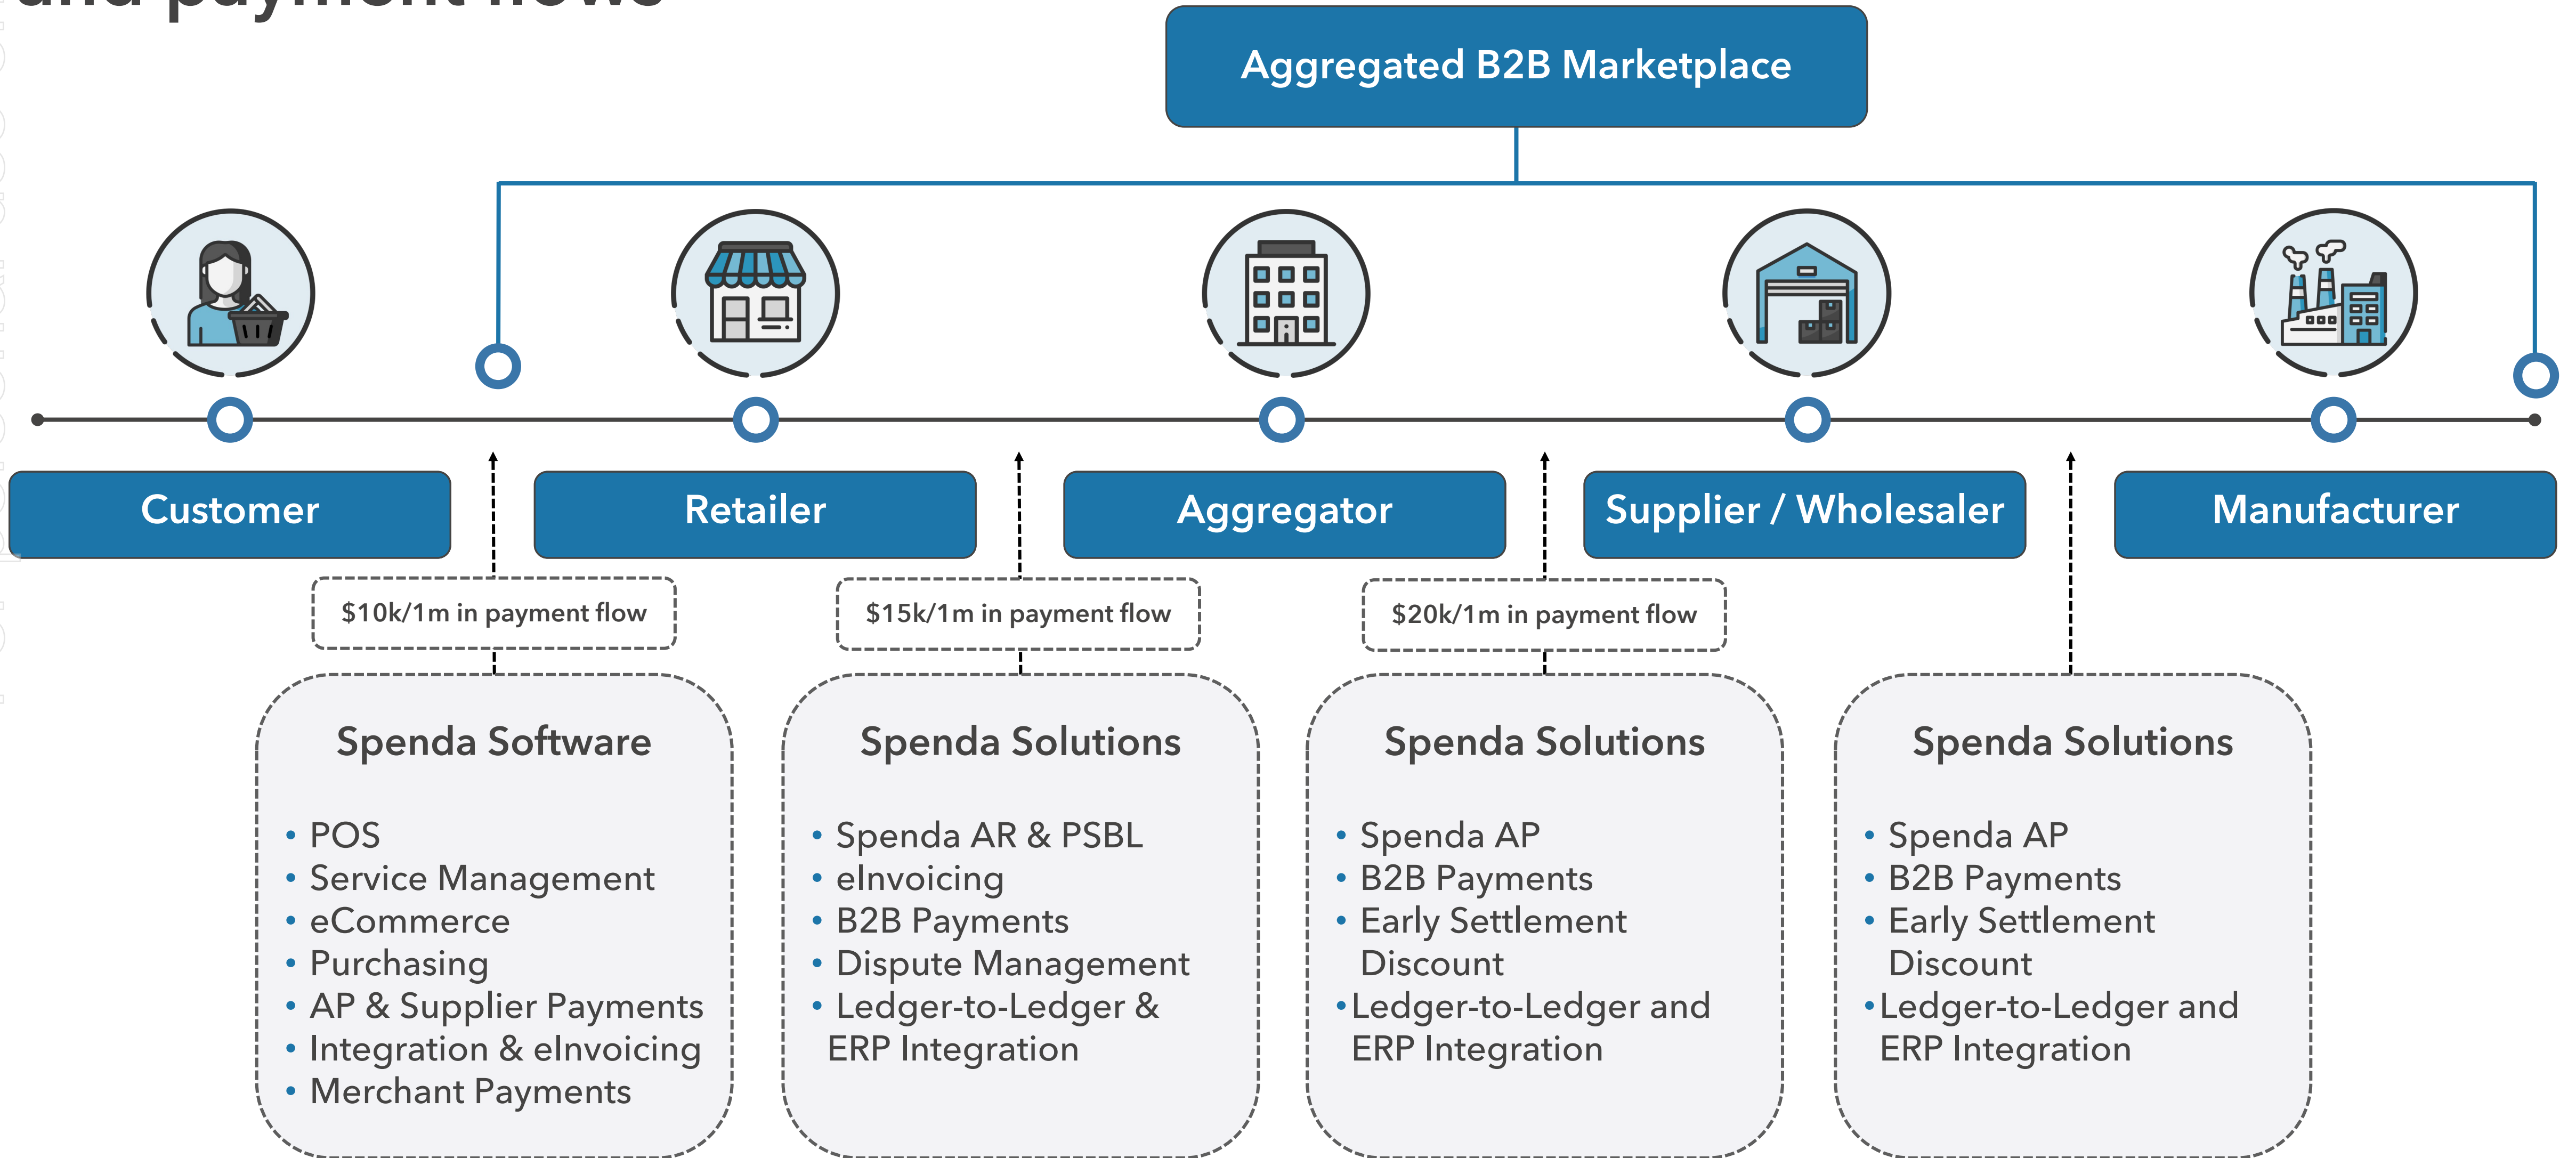 and payment flows
Aggregated B2B Marketplace
Customer
Retailer
Aggregator
Supplier / Wholesaler
Manufacturer
$10k/1m in payment flow
$15k/1m in payment flow
$20k/1m in payment flow
Spenda Software
• POS
• Service Management
• eCommerce
• Purchasing
• AP & Supplier Payments
• Integration & eInvoicing
• Merchant Payments
Spenda Solutions
• Spenda AR & PSBL
• eInvoicing
• B2B Payments
• Dispute Management
• Ledger-to-Ledger &
ERP Integration
Spenda Solutions
• Spenda AP
• B2B Payments
• Early Settlement
Discount
• Ledger-to-Ledger and
ERP Integration
Spenda Solutions
• Spenda AP
• B2B Payments
• Early Settlement
Discount
• Ledger-to-Ledger and
ERP Integration